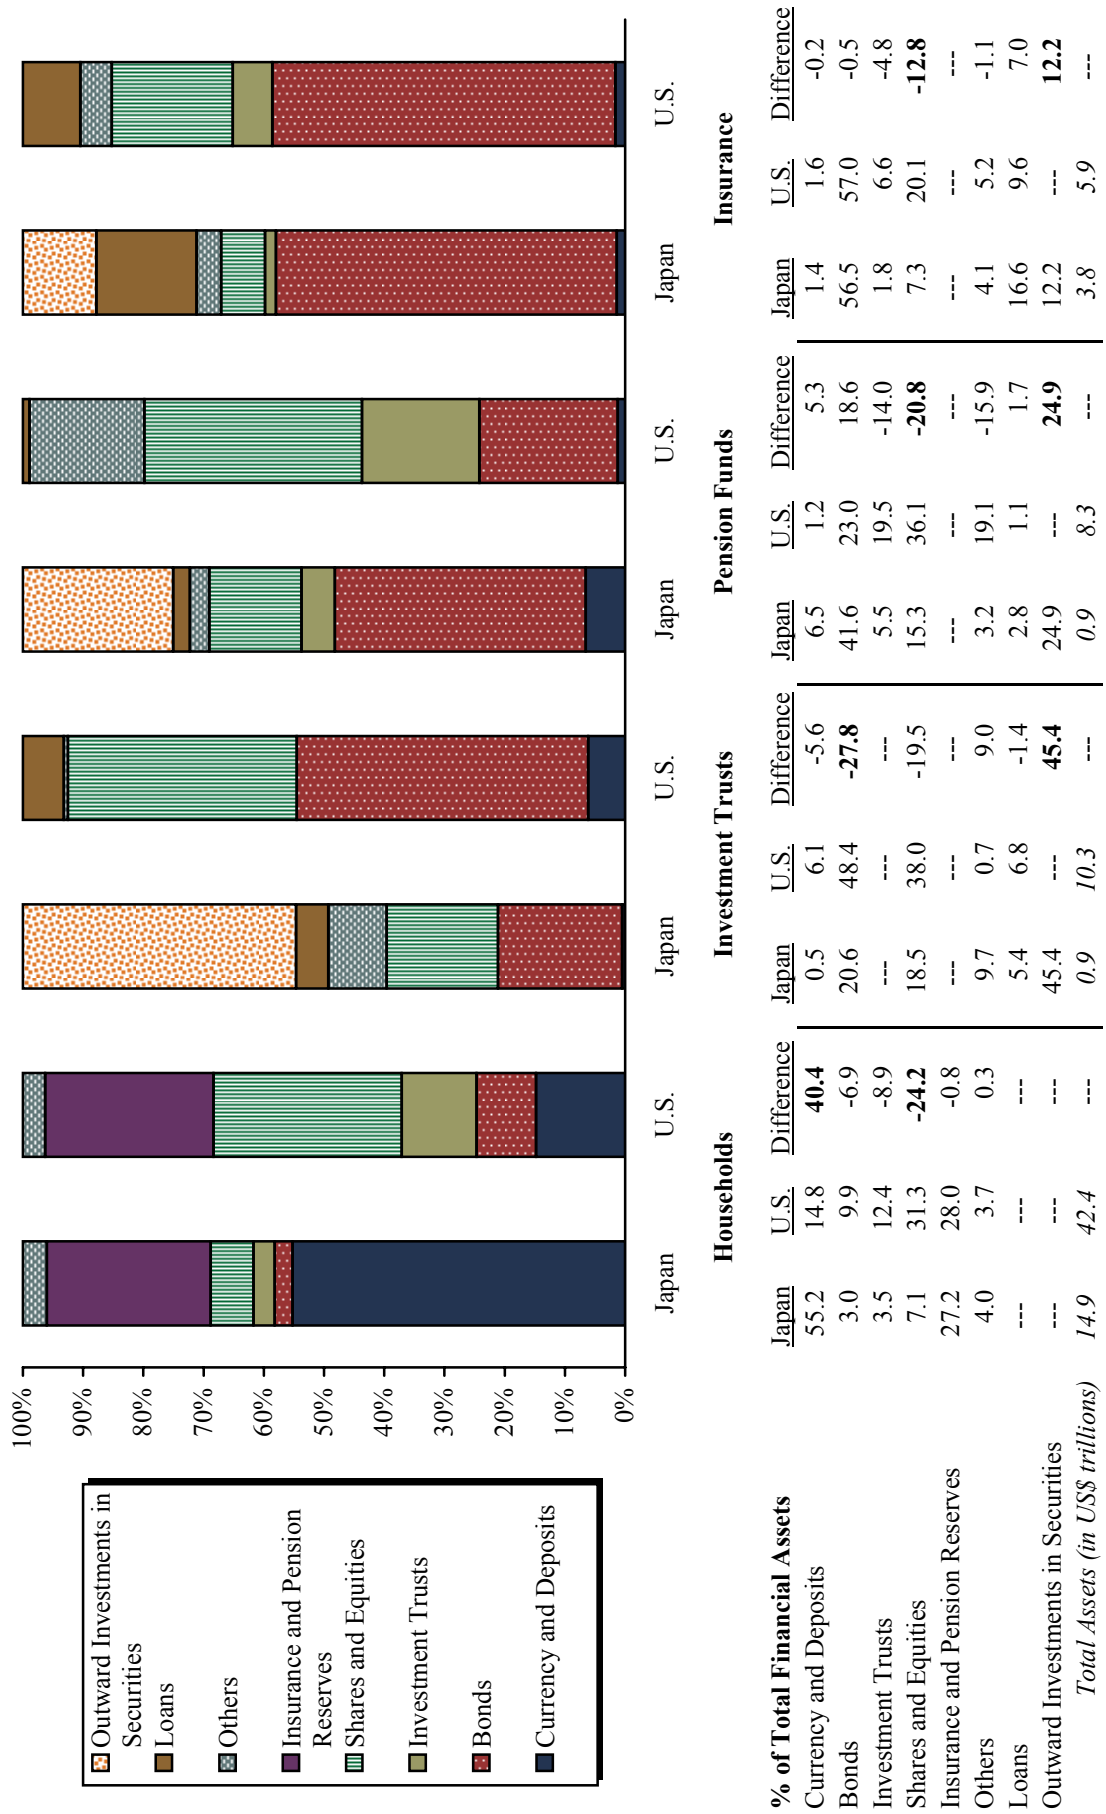 100%
90%
80%
70%
60%
50%
40%
30%
20%
10%
0%
Outward Investments in
Securities
Loans
Others
Insurance and Pension
Reserves
Shares and Equities
Investment Trusts
Bonds
Currency and Deposits
Japan U.S. Japan U.S. Japan U.S. Japan U.S.
Households Investment Trusts Pension Funds Insurance
% of Total Financial Assets Japan U.S. Difference Japan U.S. Difference Japan U.S. Difference Japan U.S. Difference
Currency and Deposits 55.2 14.8 40.4 0.5 6.1 -5.6 6.5 1.2 5.3 1.4 1.6 -0.2
Bonds 3.0 9.9 -6.9 20.6 48.4 -27.8 41.6 23.0 18.6 56.5 57.0 -0.5
Investment Trusts 3.5 12.4 -8.9 --- --- --- 5.5 19.5 -14.0 1.8 6.6 -4.8
Shares and Equities 7.1 31.3 -24.2 18.5 38.0 -19.5 15.3 36.1 -20.8 7.3 20.1 -12.8
Insurance and Pension Reserves 27.2 28.0 -0.8 --- --- --- --- --- --- --- --- ---
Others 4.0 3.7 0.3 9.7 0.7 9.0 3.2 19.1 -15.9 4.1 5.2 -1.1
Loans --- --- --- 5.4 6.8 -1.4 2.8 1.1 1.7 16.6 9.6 7.0
Outward Investments in Securities --- --- --- 45.4 --- 45.4 24.9 --- 24.9 12.2 --- 12.2
Total Assets (in US$ trillions) 14.9 42.4 --- 0.9 10.3 --- 0.9 8.3 --- 3.8 5.9 ---